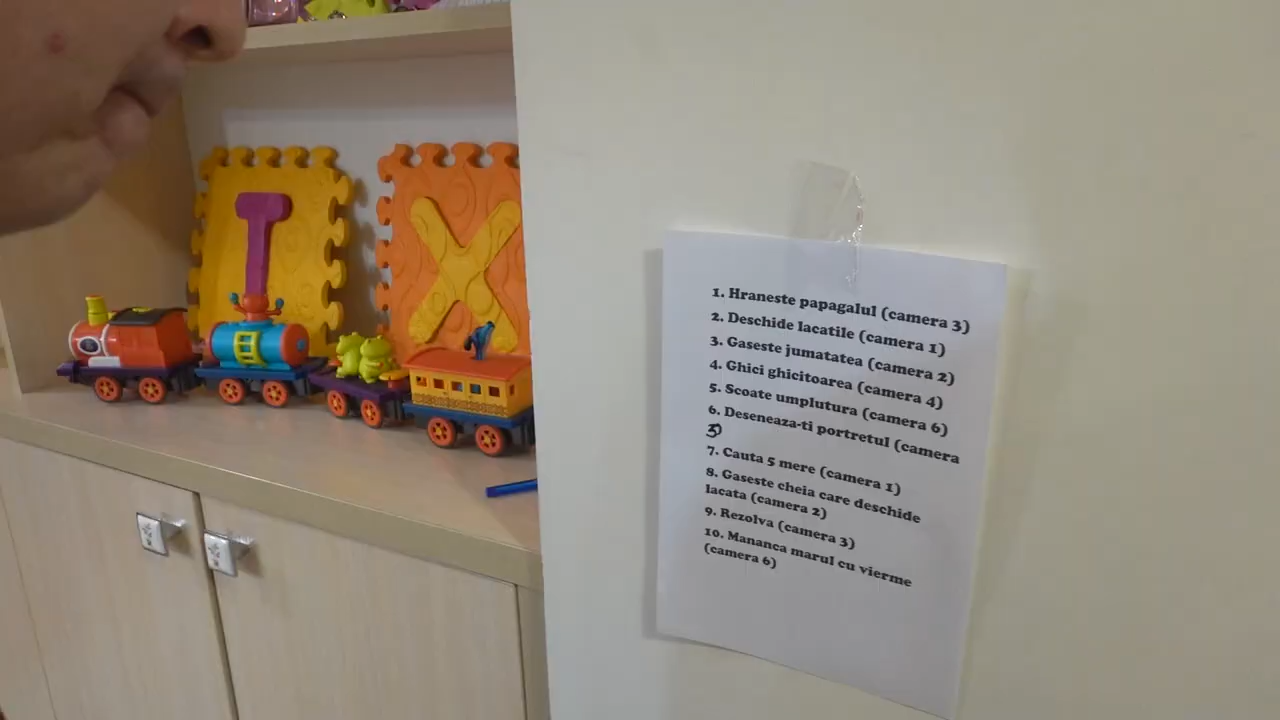 I X
1. Hraneste papagalul (camera 3)
2. Deschide lacatile (camera 1)
3. Gaseste jumatatea (camera 2)
4. Ghici ghicitoarea (camera 4)
5. Scoate umplutura (camera 6)
6. Deseneaza-ti portretul (camera
5)
7. Cauta 5 mere (camera 1)
8. Gaseste cheia care deschide
lacata (camera 2)
9. Rezolva (camera 3)
10. Mananca marul cu vierme
(camera 6)